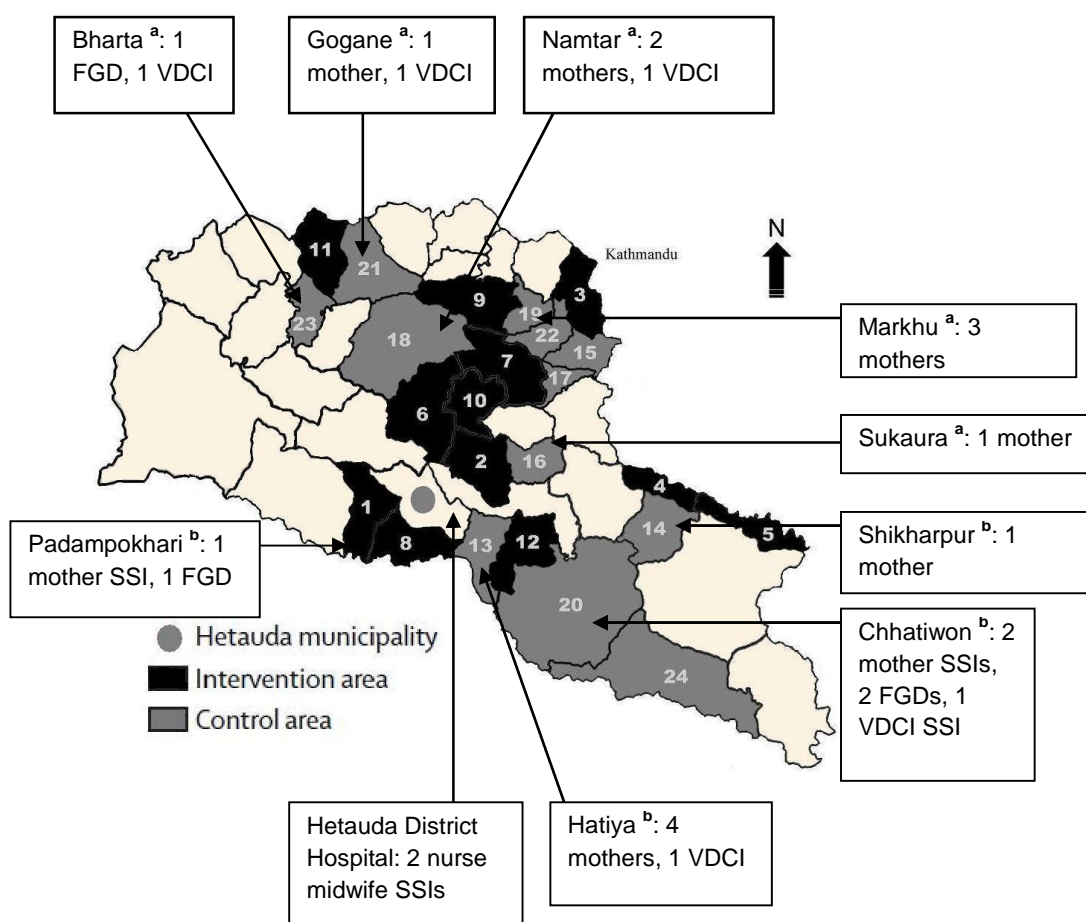 Bharta ᵃ: 1
FGD, 1 VDCI
Gogane ᵃ: 1
mother, 1 VDCI
Namtar ᵃ: 2
mothers, 1 VDCI
N
Kathmandu
11
21
9
3
23
18
19
22
15
7
17
10
6
2
16
4
1
14
5
8
13
12
20
24
Markhu ᵃ: 3
mothers
Sukaura ᵃ: 1 mother
Shikharpur ᵇ: 1
mother
Padampokhari ᵇ: 1
mother SSI, 1 FGD
Chhatiwon ᵇ: 2
mother SSIs,
2 FGDs, 1
VDCI SSI
Hetauda municipality
Intervention area
Control area
Hetauda District
Hospital: 2 nurse
midwife SSIs
Hatiya ᵇ: 4
mothers, 1 VDCI